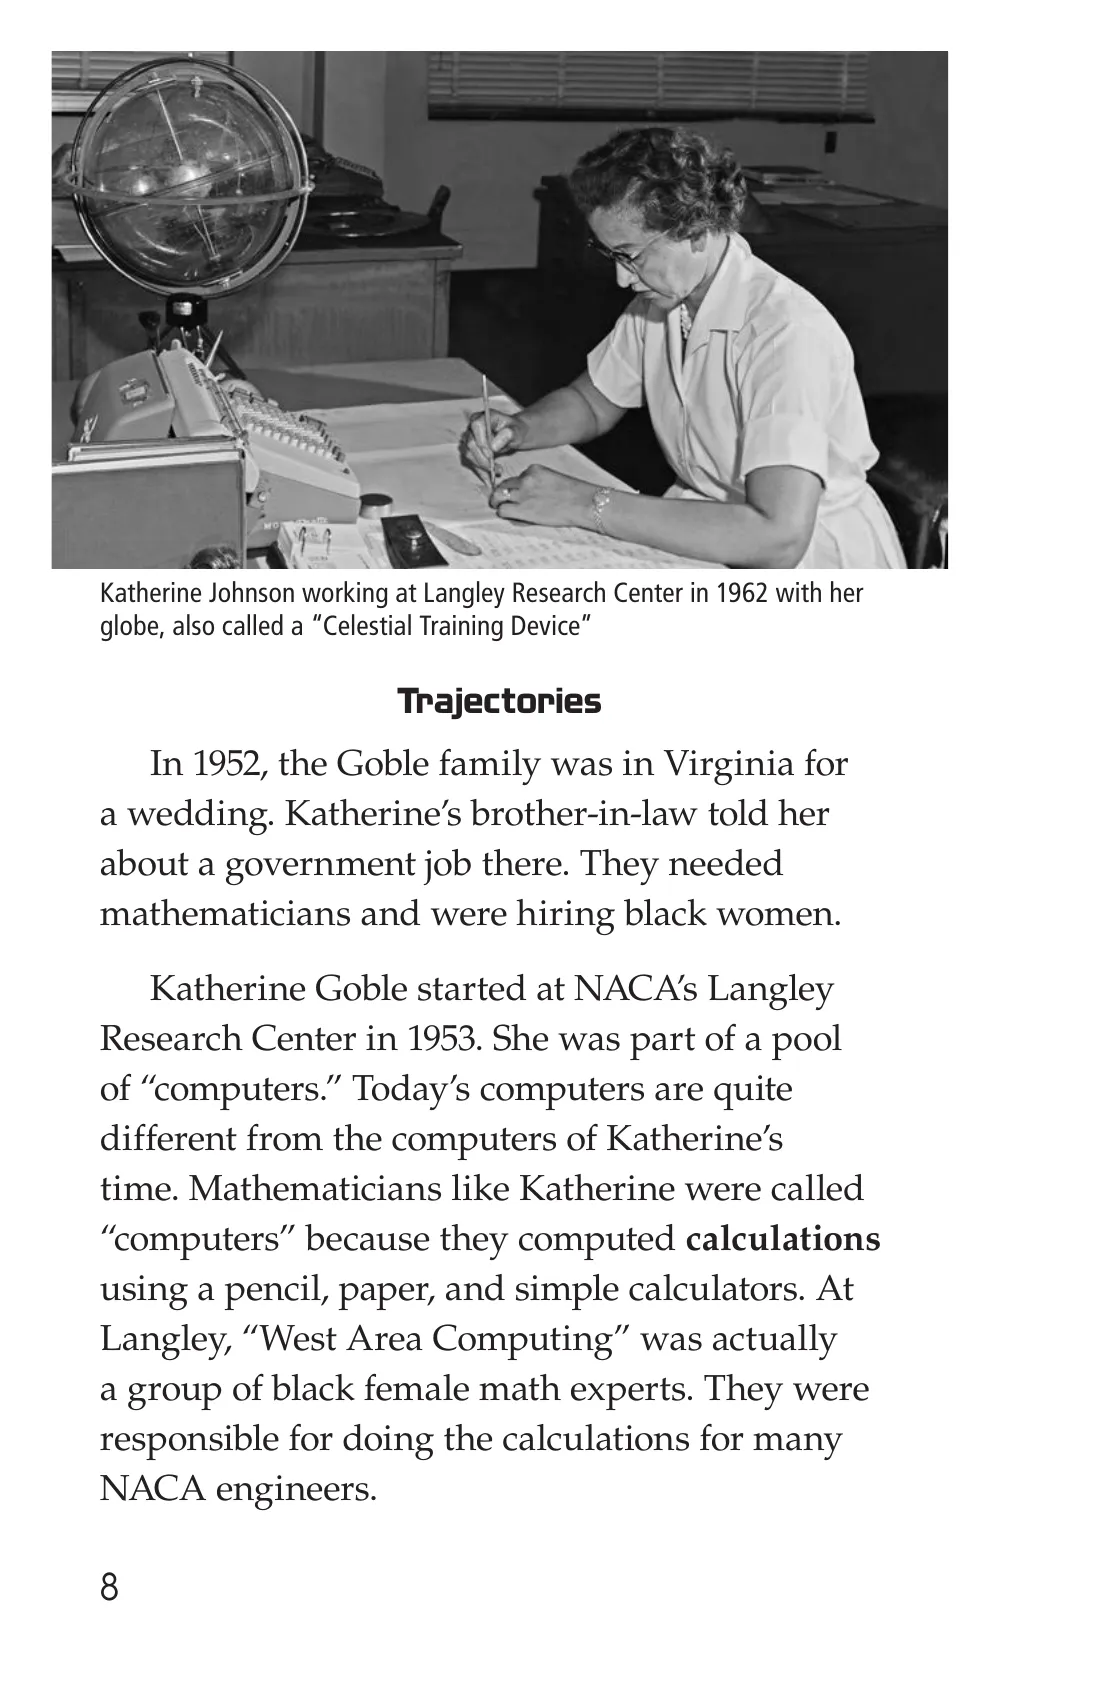 Katherine Johnson working at Langley Research Center in 1962 with her
globe, also called a “Celestial Training Device”
Trajectories
In 1952, the Goble family was in Virginia for
a wedding. Katherine’s brother-in-law told her
about a government job there. They needed
mathematicians and were hiring black women.
Katherine Goble started at NACA’s Langley
Research Center in 1953. She was part of a pool
of “computers.” Today’s computers are quite
different from the computers of Katherine’s
time. Mathematicians like Katherine were called
“computers” because they computed calculations
using a pencil, paper, and simple calculators. At
Langley, “West Area Computing” was actually
a group of black female math experts. They were
responsible for doing the calculations for many
NACA engineers.
8